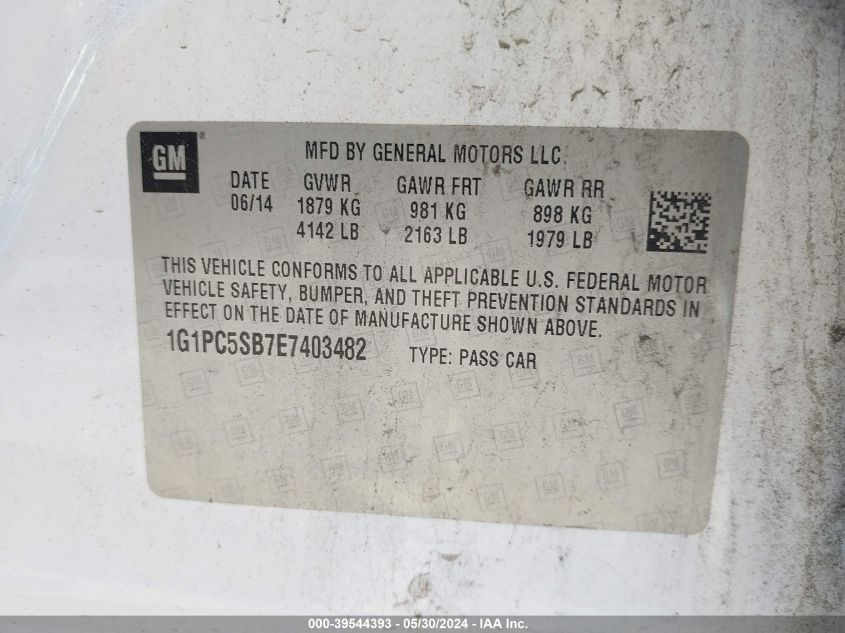 GM ®
MFD BY GENERAL MOTORS LLC.
DATE GVWR GAWR FRT GAWR RR
06/14 1879 KG 981 KG 898 KG
4142 LB 2163 LB 1979 LB
THIS VEHICLE CONFORMS TO ALL APPLICABLE U.S. FEDERAL MOTOR
VEHICLE SAFETY, BUMPER, AND THEFT PREVENTION STANDARDS IN
EFFECT ON THE DATE OF MANUFACTURE SHOWN ABOVE.
1G1PC5SB7E7403482 TYPE: PASS CAR
000-39544393 - 05/30/2024 - IAA Inc.